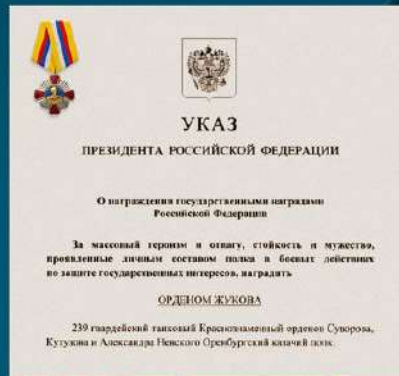 УКАЗ
ПРЕЗИДЕНТА РОССИЙСКОЙ ФЕДЕРАЦИИ
О награждении государственными наградами
Российской Федерации
За массовый героизм и отвагу, стойкость и мужество,
проявленные личным составом полка в боевых действиях
по защите государственных интересов, наградить
ОРДЕНОМ ЖУКОВА
239 гвардейский танковый Краснознаменный орденов Суворова,
Кутузова и Александра Невского Оренбургский казачий полк.